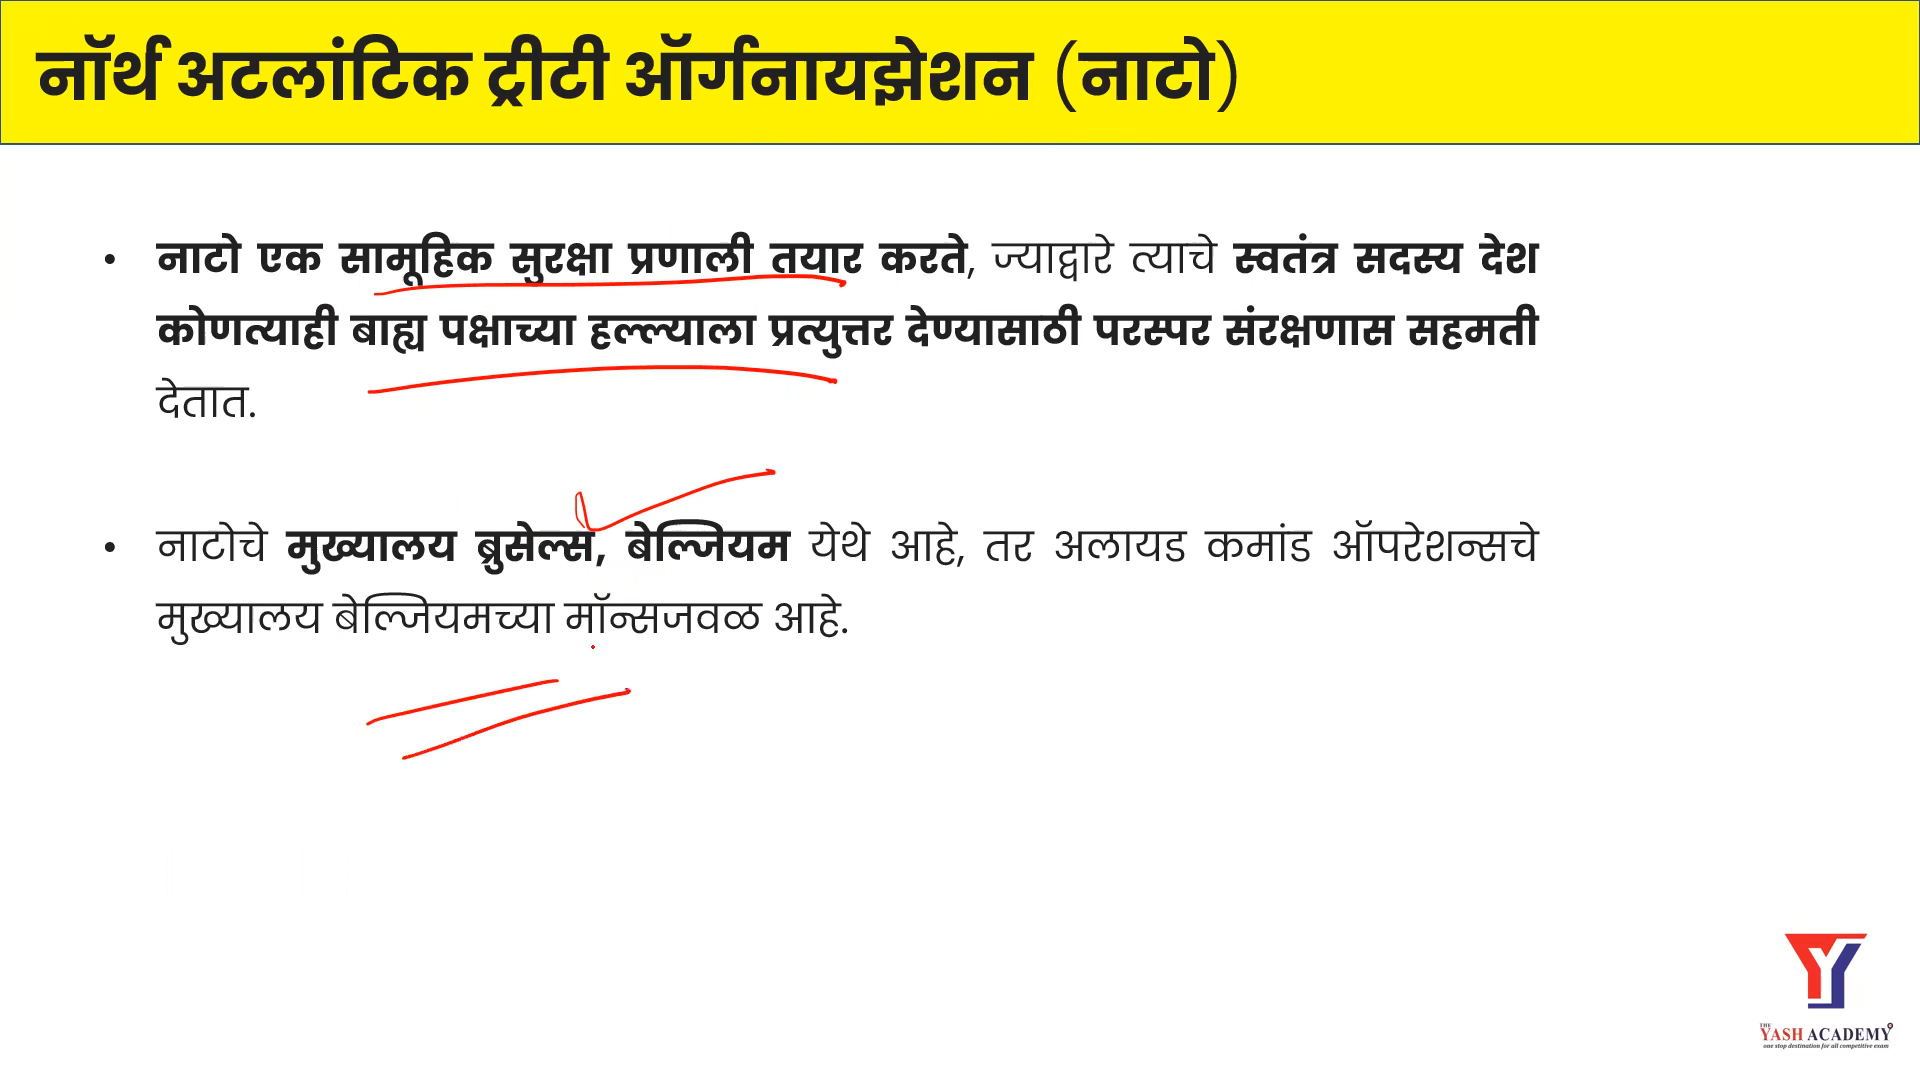 नॉर्थ अटलांटिक ट्रीटी ऑर्गनायझेशन (नाटो)
• नाटो एक सामूहिक सुरक्षा प्रणाली तयार करते, ज्याद्वारे त्याचे स्वतंत्र सदस्य देश
कोणत्याही बाह्य पक्षाच्या हल्ल्याला प्रत्युत्तर देण्यासाठी परस्पर संरक्षणास सहमती
देतात.
• नाटोचे मुख्यालय ब्रुसेल्स, बेल्जियम येथे आहे, तर अलायड कमांड ऑपरेशन्सचे
मुख्यालय बेल्जियमच्या मॉन्सजवळ आहे.
THE
YASH ACADEMY
one stop destination for all competitive exam